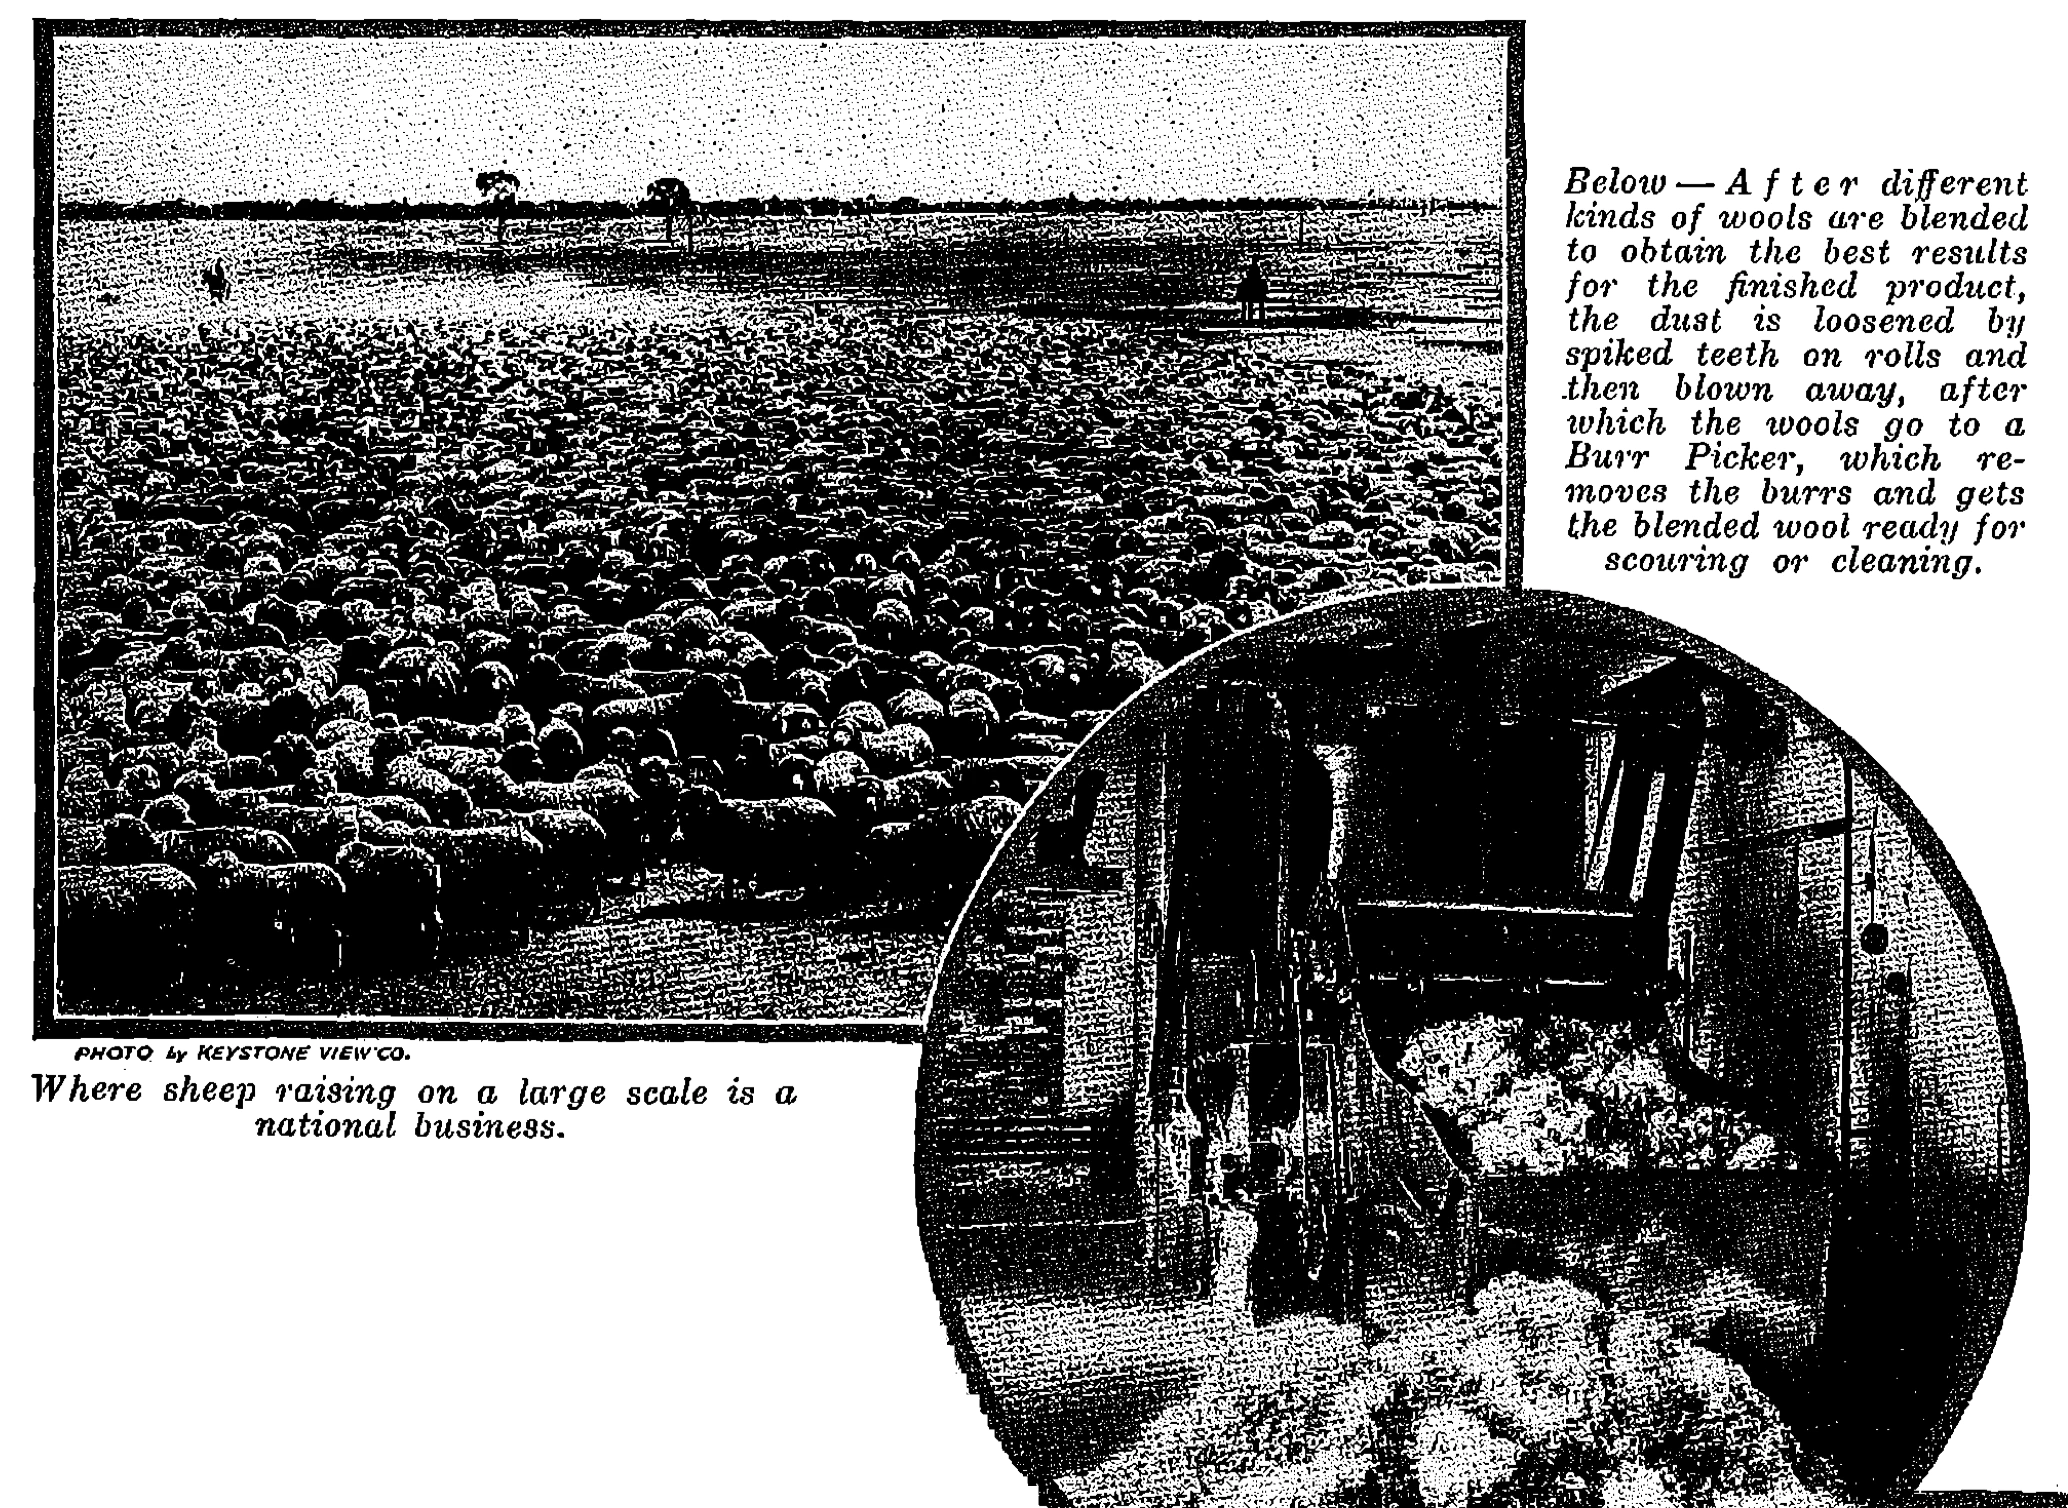 Below — After different
kinds of wools are blended
to obtain the best results
for the finished product,
the dust is loosened by
spiked teeth on rolls and
then blown away, after
which the wools go to a
Burr Picker, which re-
moves the burrs and gets
the blended wool ready for
scouring or cleaning.
PHOTO by KEYSTONE VIEW CO.
Where sheep raising on a large scale is a
national business.